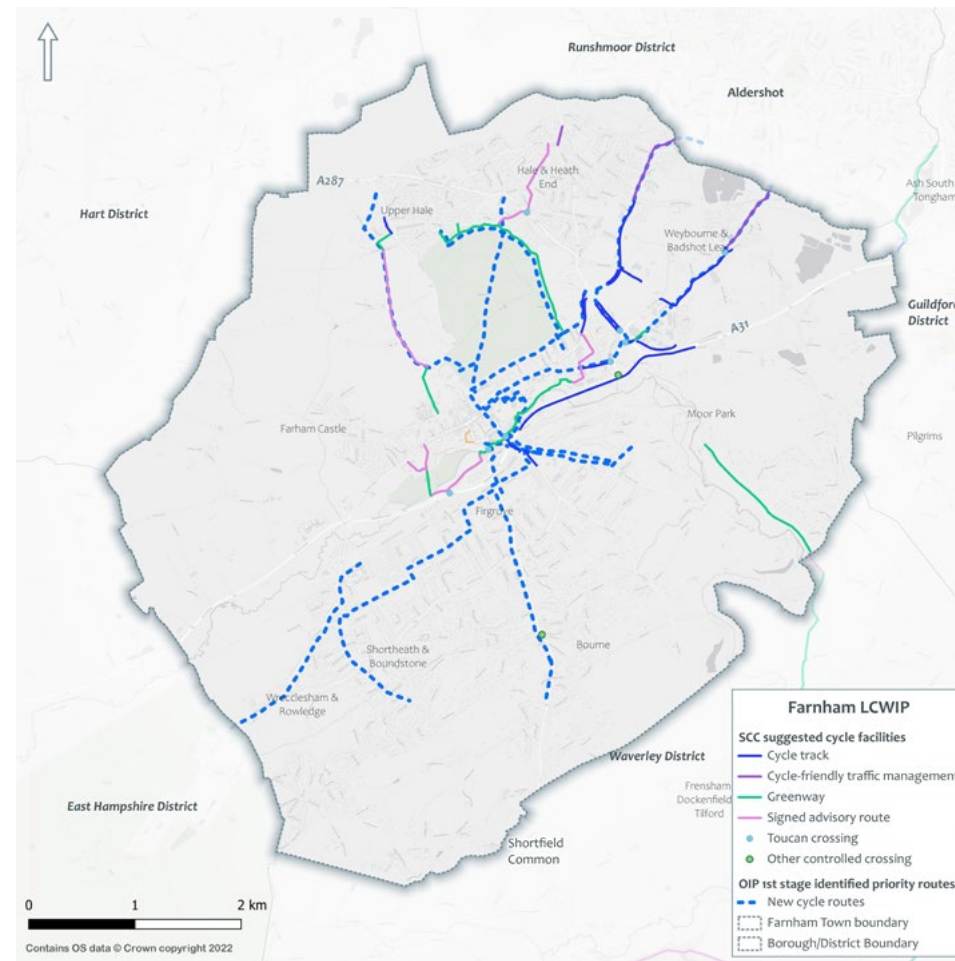 Runshmoor District
Aldershot
Hale & Heath
End
A287
Ash South
Tongham
Hart District
Upper Hale
Weybourne &
Badshot Lea
Guildford
District
A31
Moor Park
Farham Castle
Pilgrims
Firgrove
Shortheath &
Boundstone
Bourne
Wrecclesham &
Rowledge
Waverley District
East Hampshire District
Frensham
Dockenfield
Tilford
Shortfield
Common
Farnham LCWIP
SCC suggested cycle facilities
Cycle track
Cycle-friendly traffic management
Greenway
Signed advisory route
Toucan crossing
Other controlled crossing
OIP 1st stage identified priority routes
New cycle routes
Farnham Town boundary
Borough/District Boundary
0 1 2 km
Contains OS data © Crown copyright 2022